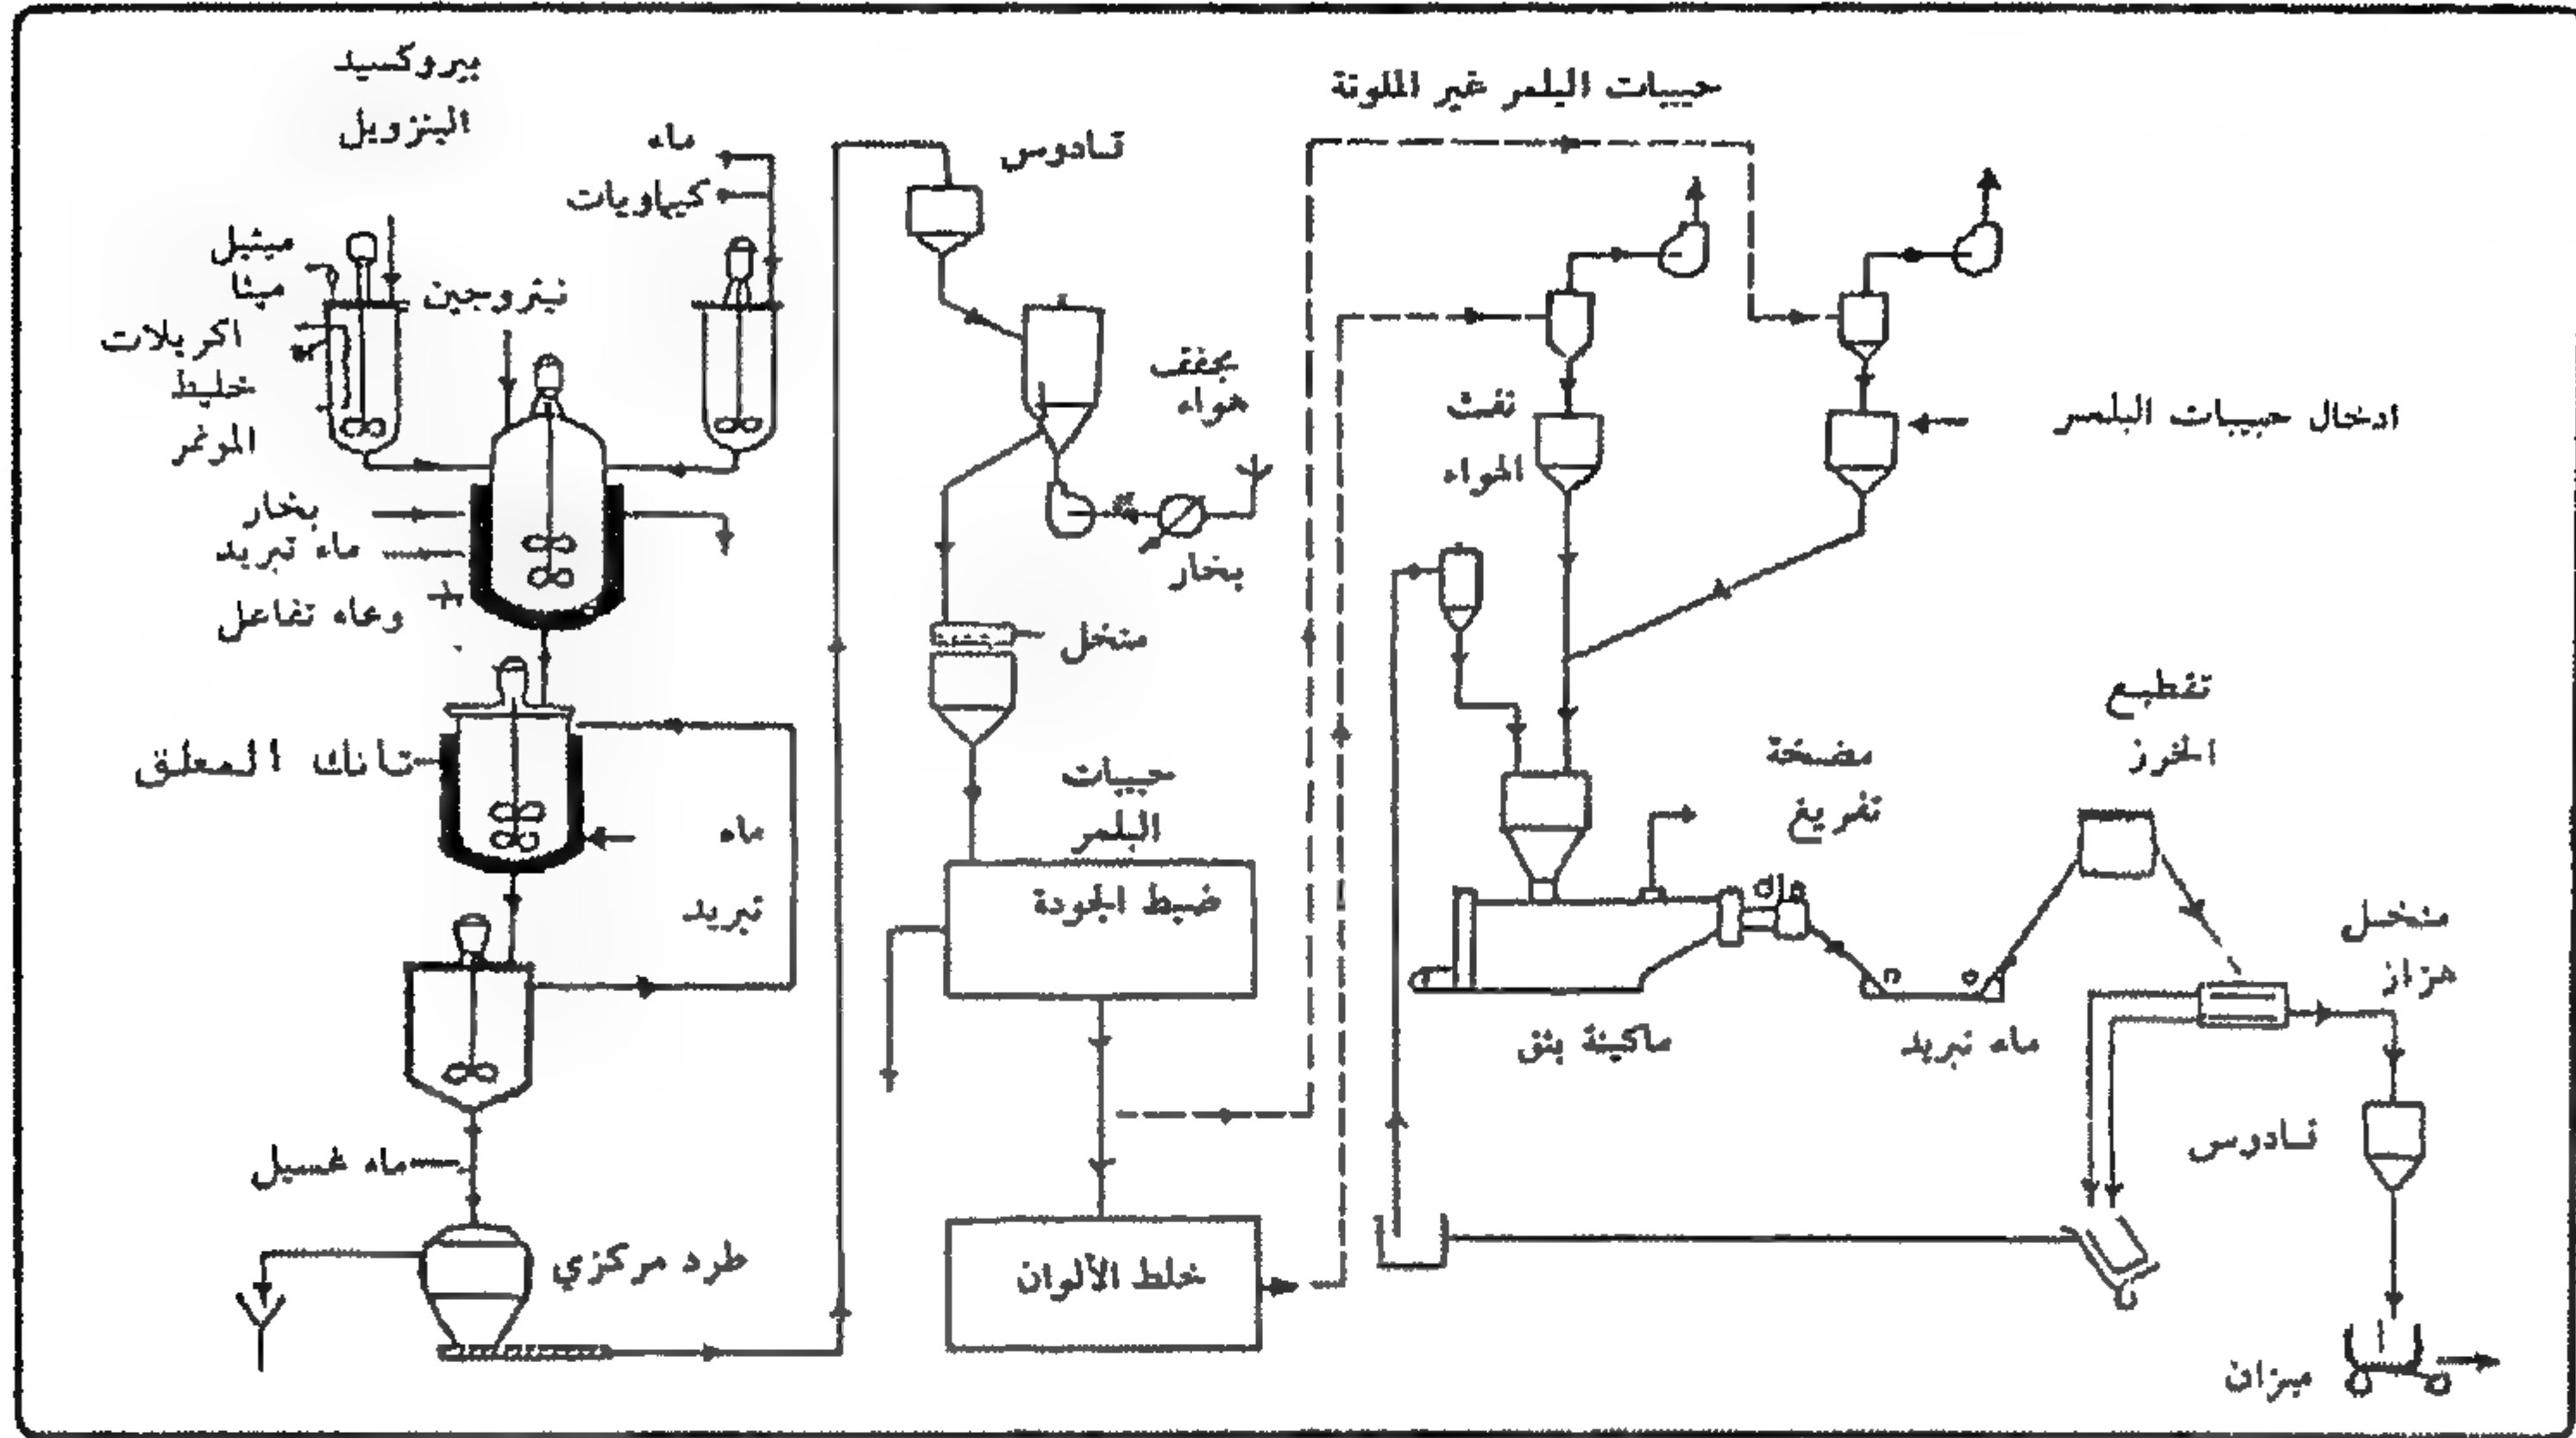 بيروكسيد
البنزويل
ماء
كيماويات
ميثيل
ميثا
اكريلات
خليط
المونمر
نيتروجين
بخار
ماء تبريد
وعاء تفاعل
تانك المعلق
ماء
تبريد
ماء غسيل
طرد مركزي
قادوس
مجفف
هواء
بخار
منخل
حبيبات
البلمر
ضبط الجودة
خلط الألوان
حبيبات البلمر غير الملونة
نفث
الهواء
ادخال حبيبات البلمر
مضخة
تفريغ
تقطيع
الخرز
ماكينة بثق
ماء تبريد
منخل
هزاز
قادوس
ميزان